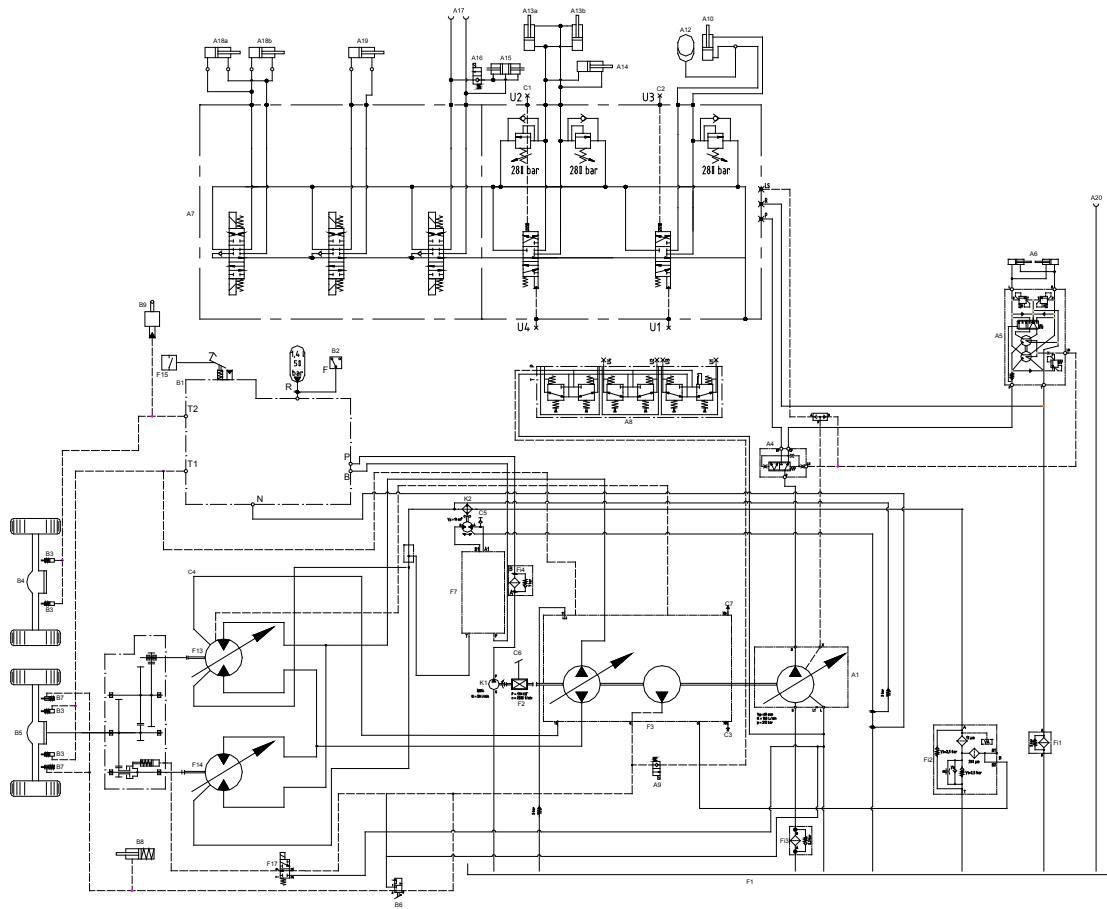 A17
A13a
A13b
A10
A12
A18a
A18b
A19
A16
A15
A14
U2
C1
U3
C2
280 bar
280 bar
280 bar
LS
R
P
A7
A20
A6
A5
U4
U1
B9
F15
B1
1,4 l
50
bar
R
B2
F
T2
T1
P
B
N
A8
A4
K2
C5
B3
B4
B3
C4
F7
Fi4
C7
F13
C6
K1
F2
F3
A1
C3
B7
B3
B5
B3
B7
F14
A9
Fi2
Fi1
Fi3
B8
F17
B6
F1